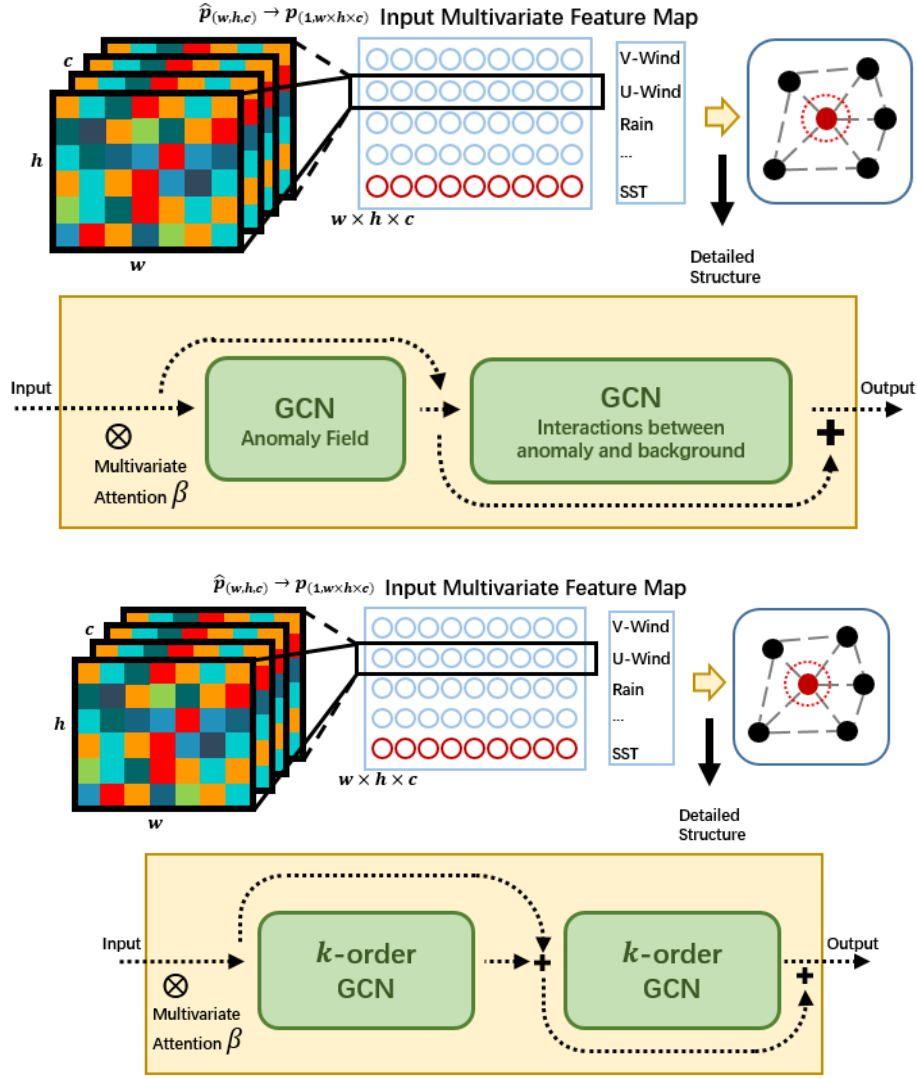 p̂(w,h,c) → p(1,w×h×c) Input Multivariate Feature Map
c
h
w
w × h × c
V-Wind
U-Wind
Rain
...
SST
Detailed
Structure
Input
⊗
Multivariate
Attention β
GCN
Anomaly Field
GCN
Interactions between
anomaly and background
+
Output
p̂(w,h,c) → p(1,w×h×c) Input Multivariate Feature Map
c
h
w
w × h × c
V-Wind
U-Wind
Rain
...
SST
Detailed
Structure
Input
⊗
Multivariate
Attention β
k-order
GCN
+
k-order
GCN
+
Output